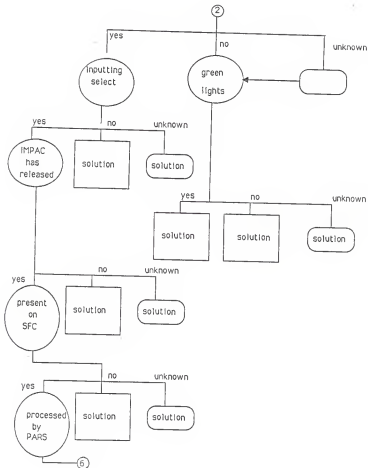 2
yes
no
unknown
inputting
select
green
lights
yes
no
unknown
IMPAC
has
released
solution
solution
yes
no
unknown
solution
solution
solution
yes
no
unknown
present
on
SFC
solution
solution
yes
no
unknown
processed
by
PARS
solution
solution
6